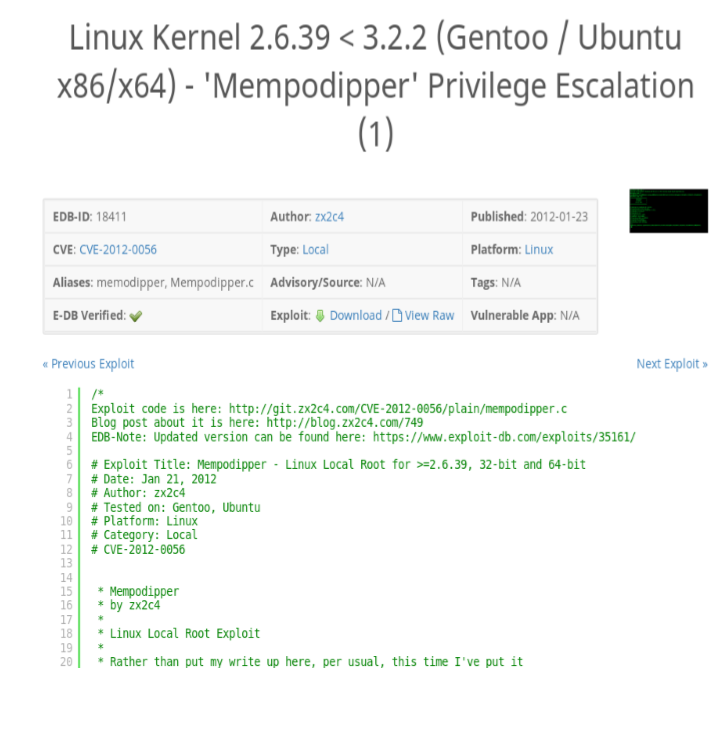 Linux Kernel 2.6.39 < 3.2.2 (Gentoo / Ubuntu
x86/x64) - 'Mempodipper' Privilege Escalation
(1)
EDB-ID: 18411 Author: zx2c4 Published: 2012-01-23
CVE: CVE-2012-0056 Type: Local Platform: Linux
Aliases: memodipper, Mempodipper.c Advisory/Source: N/A Tags: N/A
E-DB Verified: Exploit: Download / View Raw Vulnerable App: N/A
« Previous Exploit Next Exploit »
1 /*
2 Exploit code is here: http://git.zx2c4.com/CVE-2012-0056/plain/mempodipper.c
3 Blog post about it is here: http://blog.zx2c4.com/749
4 EDB-Note: Updated version can be found here: https://www.exploit-db.com/exploits/35161/
5
6 # Exploit Title: Mempodipper - Linux Local Root for >=2.6.39, 32-bit and 64-bit
7 # Date: Jan 21, 2012
8 # Author: zx2c4
9 # Tested on: Gentoo, Ubuntu
10 # Platform: Linux
11 # Category: Local
12 # CVE-2012-0056
13
14
15 * Mempodipper
16 * by zx2c4
17 *
18 * Linux Local Root Exploit
19 *
20 * Rather than put my write up here, per usual, this time I've put it